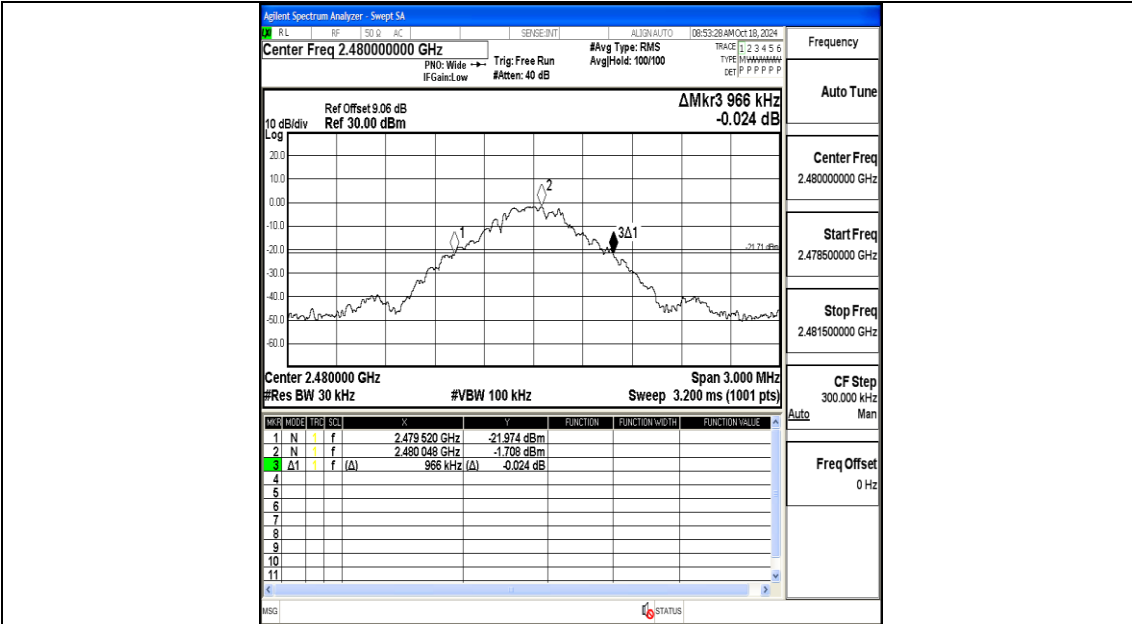 Agilent Spectrum Analyzer - Swept SA
RL RF 50 Ω AC SENSE:INT ALIGN AUTO 08:53:28 AM Oct 18, 2024
Center Freq 2.480000000 GHz
PNO: Wide
IFGain:Low
Trig: Free Run
#Atten: 40 dB
#Avg Type: RMS
Avg|Hold: 100/100
TRACE 1 2 3 4 5 6
TYPE M WWWWW
DET P P P P P P
Frequency
Auto Tune
Center Freq
2.480000000 GHz
Start Freq
2.478500000 GHz
Stop Freq
2.481500000 GHz
CF Step
300.000 kHz
Auto Man
Freq Offset
0 Hz
ΔMkr3 966 kHz
-0.024 dB
Ref Offset 9.06 dB
10 dB/div Ref 30.00 dBm
Log
20.0
10.0
0.00
-10.0
-20.0
-30.0
-40.0
-50.0
-60.0
1
2
3Δ1
-21.71 dBm
Center 2.480000 GHz Span 3.000 MHz
#Res BW 30 kHz #VBW 100 kHz Sweep 3.200 ms (1001 pts)
MKR MODE TRC SCL X Y FUNCTION FUNCTION WIDTH FUNCTION VALUE
1 N 1 f 2.479 520 GHz -21.974 dBm
2 N 1 f 2.480 048 GHz -1.708 dBm
3 Δ1 1 f (Δ) 966 kHz (Δ) -0.024 dB
4
5
6
7
8
9
10
11
MSG STATUS